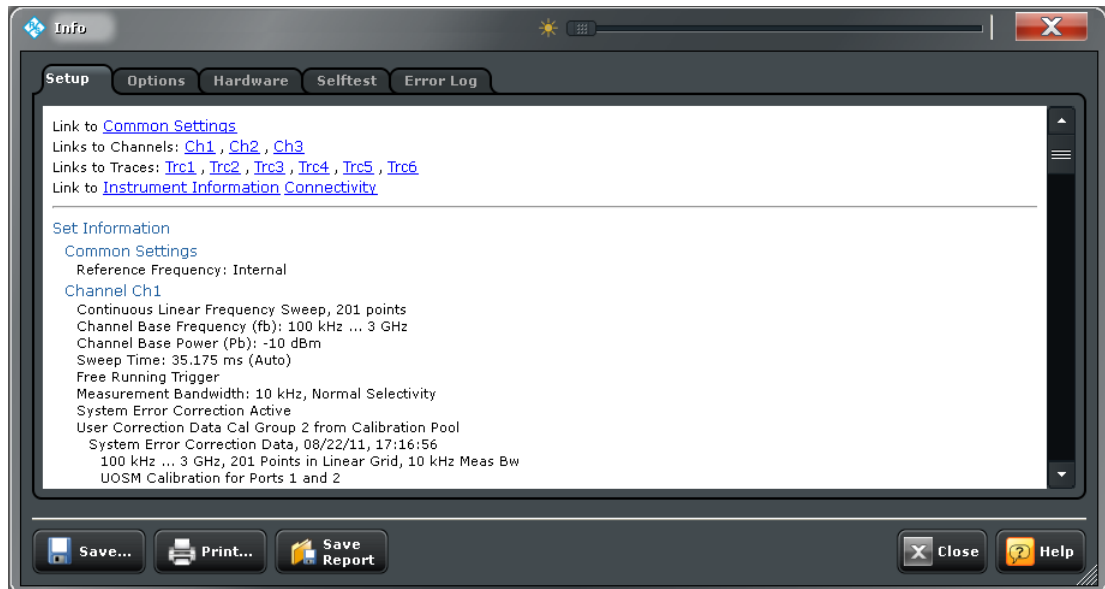 Info
X
Setup Options Hardware Selftest Error Log
Link to Common Settings
Links to Channels: Ch1 , Ch2 , Ch3
Links to Traces: Trc1 , Trc2 , Trc3 , Trc4 , Trc5 , Trc6
Link to Instrument Information Connectivity
Set Information
Common Settings
Reference Frequency: Internal
Channel Ch1
Continuous Linear Frequency Sweep, 201 points
Channel Base Frequency (fb): 100 kHz ... 3 GHz
Channel Base Power (Pb): -10 dBm
Sweep Time: 35.175 ms (Auto)
Free Running Trigger
Measurement Bandwidth: 10 kHz, Normal Selectivity
System Error Correction Active
User Correction Data Cal Group 2 from Calibration Pool
System Error Correction Data, 08/22/11, 17:16:56
100 kHz ... 3 GHz, 201 Points in Linear Grid, 10 kHz Meas Bw
UOSM Calibration for Ports 1 and 2
Save... Print... Save
Report
X Close ? Help